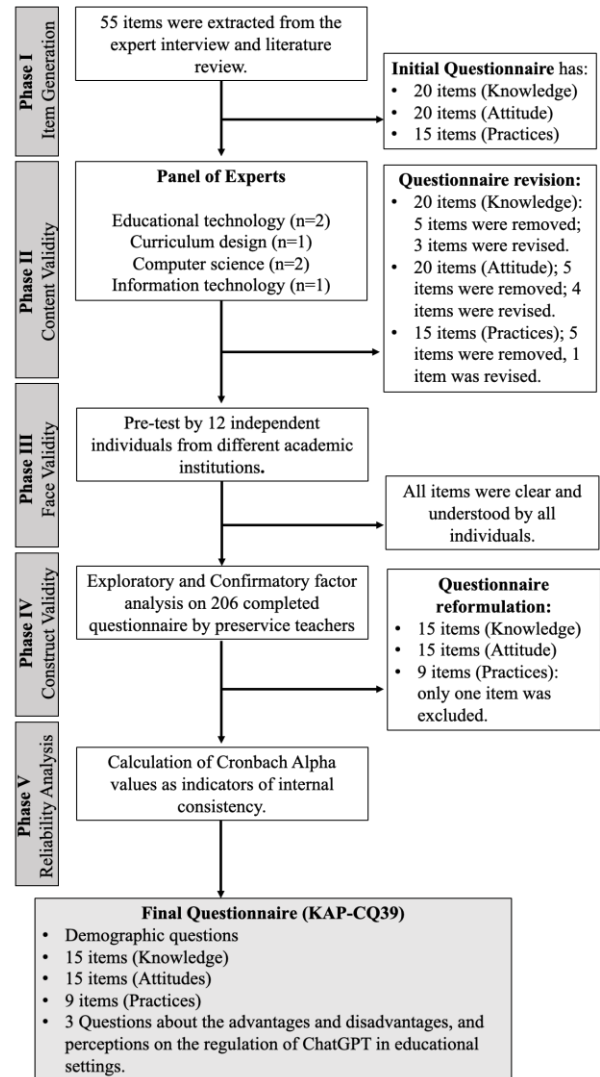 Phase I
Item Generation
55 items were extracted from the
expert interview and literature
review.
Initial Questionnaire has:
• 20 items (Knowledge)
• 20 items (Attitude)
• 15 items (Practices)
Phase II
Content Validity
Panel of Experts
Educational technology (n=2)
Curriculum design (n=1)
Computer science (n=2)
Information technology (n=1)
Questionnaire revision:
• 20 items (Knowledge):
5 items were removed;
3 items were revised.
• 20 items (Attitude); 5
items were removed; 4
items were revised.
• 15 items (Practices); 5
items were removed, 1
item was revised.
Phase III
Face Validity
Pre-test by 12 independent
individuals from different academic
institutions.
All items were clear and
understood by all
individuals.
Phase IV
Construct Validity
Exploratory and Confirmatory factor
analysis on 206 completed
questionnaire by preservice teachers
Questionnaire
reformulation:
• 15 items (Knowledge)
• 15 items (Attitude)
• 9 items (Practices):
only one item was
excluded.
Phase V
Reliability Analysis
Calculation of Cronbach Alpha
values as indicators of internal
consistency.
Final Questionnaire (KAP-CQ39)
• Demographic questions
• 15 items (Knowledge)
• 15 items (Attitudes)
• 9 items (Practices)
• 3 Questions about the advantages and disadvantages, and
perceptions on the regulation of ChatGPT in educational
settings.